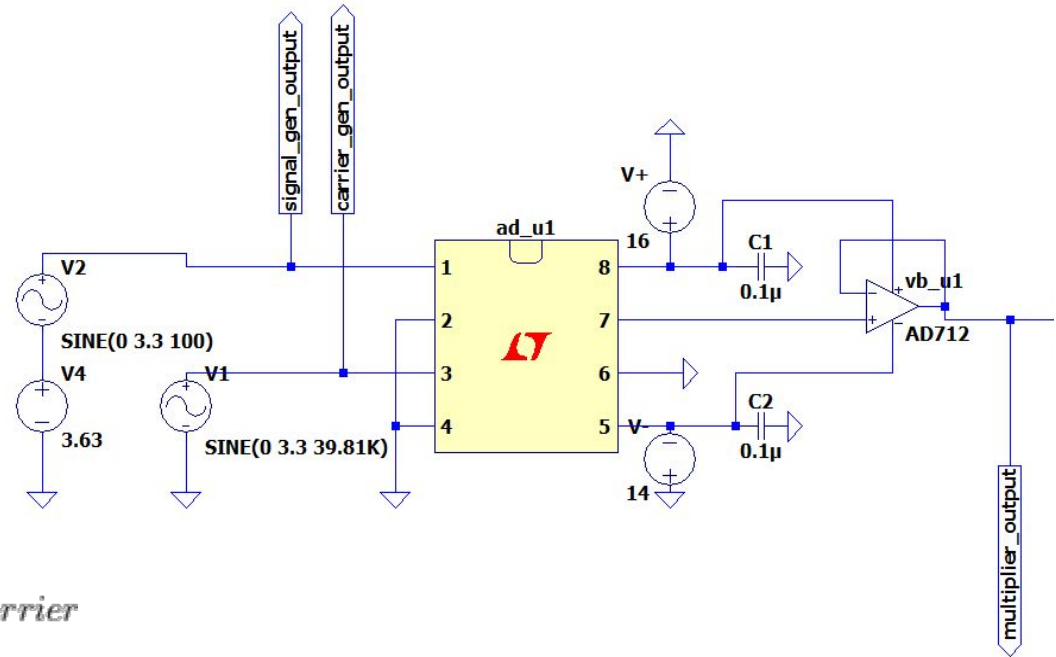 signal_gen_output
carrier_gen_output
V+
16
ad_u1
C1
0.1µ
vb_u1
AD712
V2
SINE(0 3.3 100)
V4
3.63
V1
SINE(0 3.3 39.81K)
1
2
3
4
8
7
6
5
V-
14
C2
0.1µ
multiplier_output
rrier